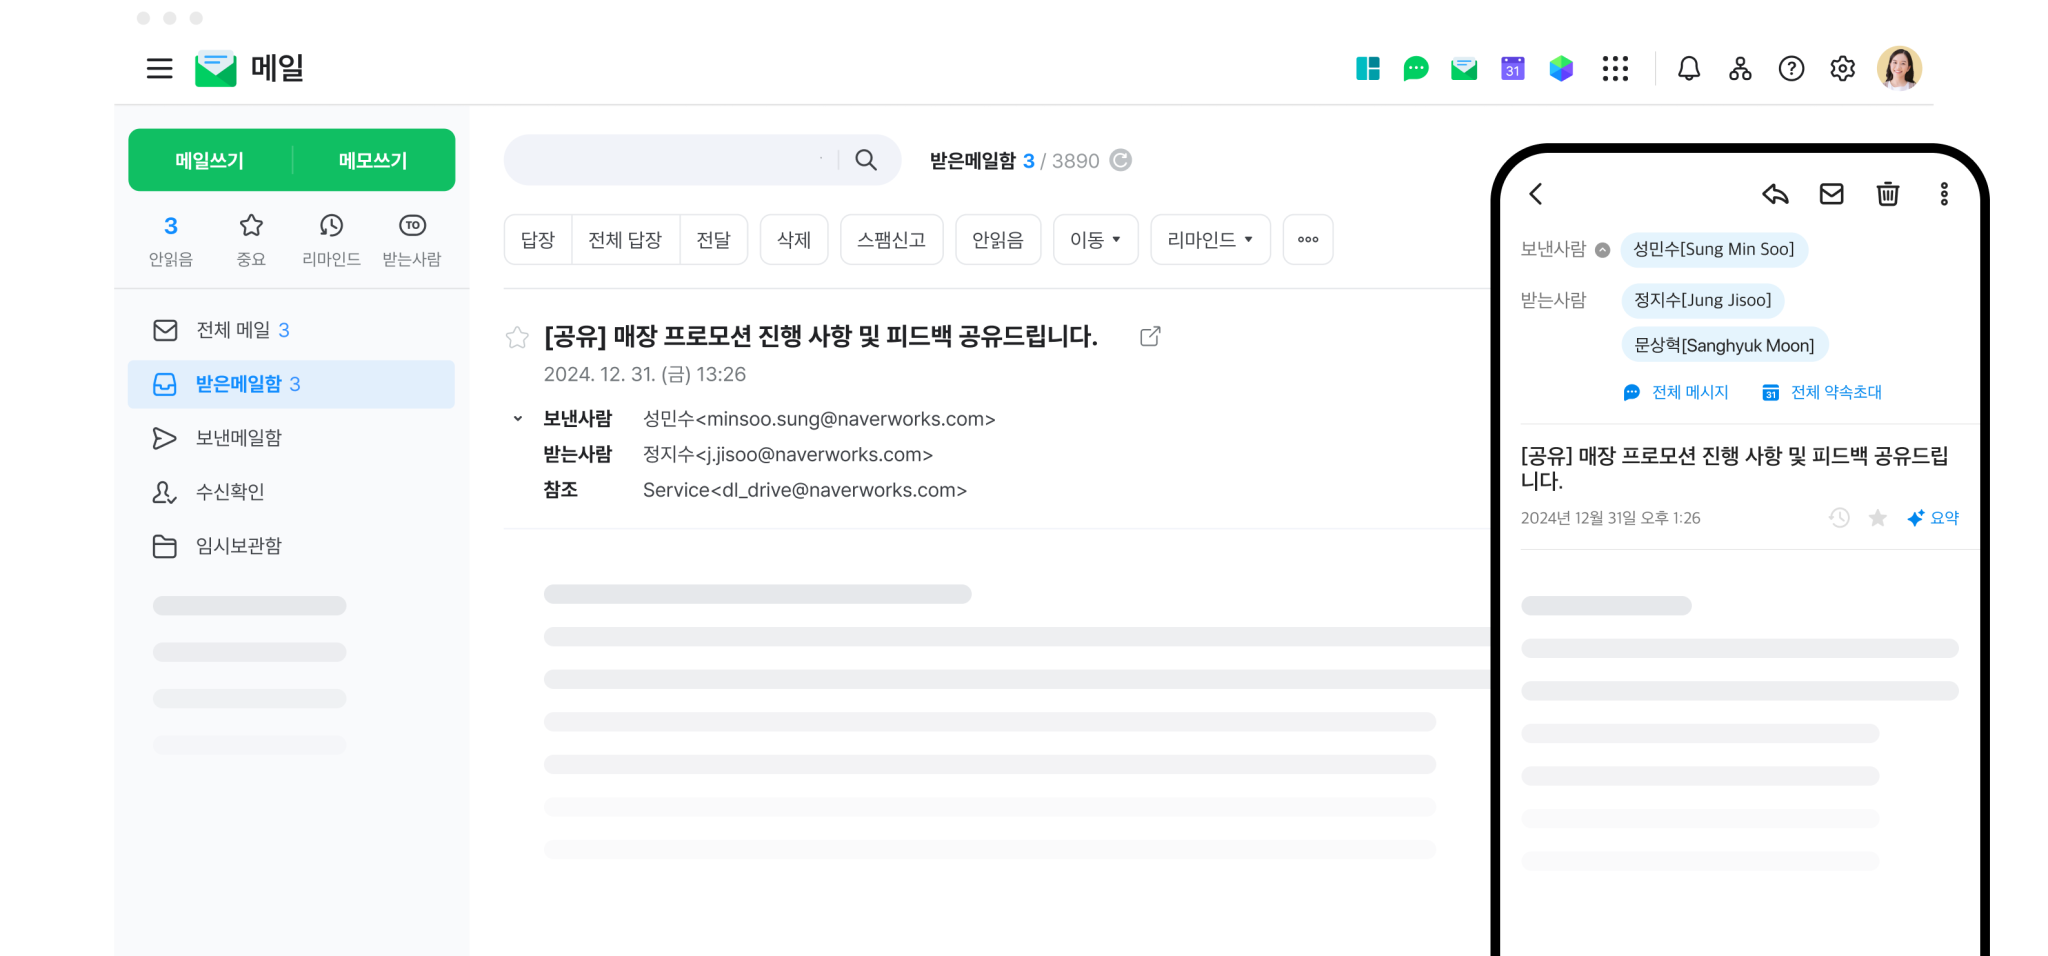 메일
31
메일쓰기
메모쓰기
3
안읽음
중요
리마인드
TO
받는사람
전체 메일 3
받은메일함 3
보낸메일함
수신확인
임시보관함
받은메일함 3 / 3890
답장
전체 답장
전달
삭제
스팸신고
안읽음
이동
리마인드
[공유] 매장 프로모션 진행 사항 및 피드백 공유드립니다.
2024. 12. 31. (금) 13:26
보낸사람 성민수<minsoo.sung@naverworks.com>
받는사람 정지수<j.jisoo@naverworks.com>
참조 Service<dl_drive@naverworks.com>
보낸사람 성민수[Sung Min Soo]
받는사람 정지수[Jung Jisoo]
문상혁[Sanghyuk Moon]
전체 메시지
31 전체 약속초대
[공유] 매장 프로모션 진행 사항 및 피드백 공유드립
니다.
2024년 12월 31일 오후 1:26
요약